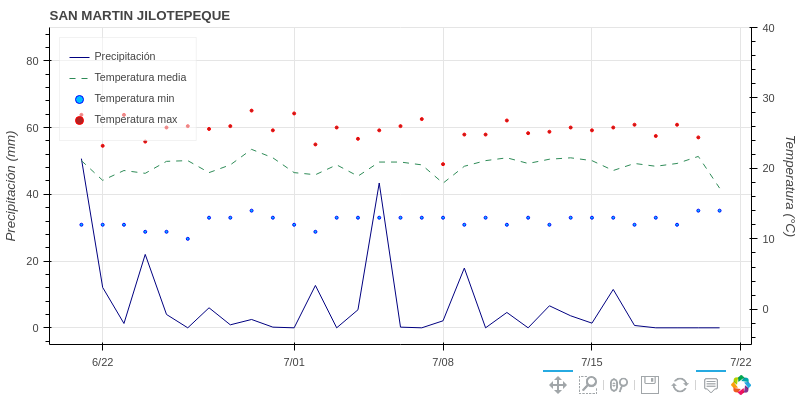 SAN MARTIN JILOTEPEQUE
Precipitación
Temperatura media
Temperatura min
Temperatura max
Precipitación (mm)
80
60
40
20
0
Temperatura (°C)
40
30
20
10
0
6/22
7/01
7/08
7/15
7/22